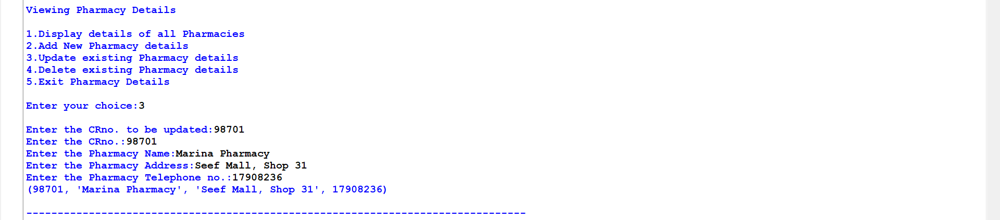 Viewing Pharmacy Details
1.Display details of all Pharmacies
2.Add New Pharmacy details
3.Update existing Pharmacy details
4.Delete existing Pharmacy details
5.Exit Pharmacy Details
Enter your choice:3
Enter the CRno. to be updated:98701
Enter the CRno.:98701
Enter the Pharmacy Name:Marina Pharmacy
Enter the Pharmacy Address:Seef Mall, Shop 31
Enter the Pharmacy Telephone no.:17908236
(98701, 'Marina Pharmacy', 'Seef Mall, Shop 31', 17908236)
--------------------------------------------------------------------------------